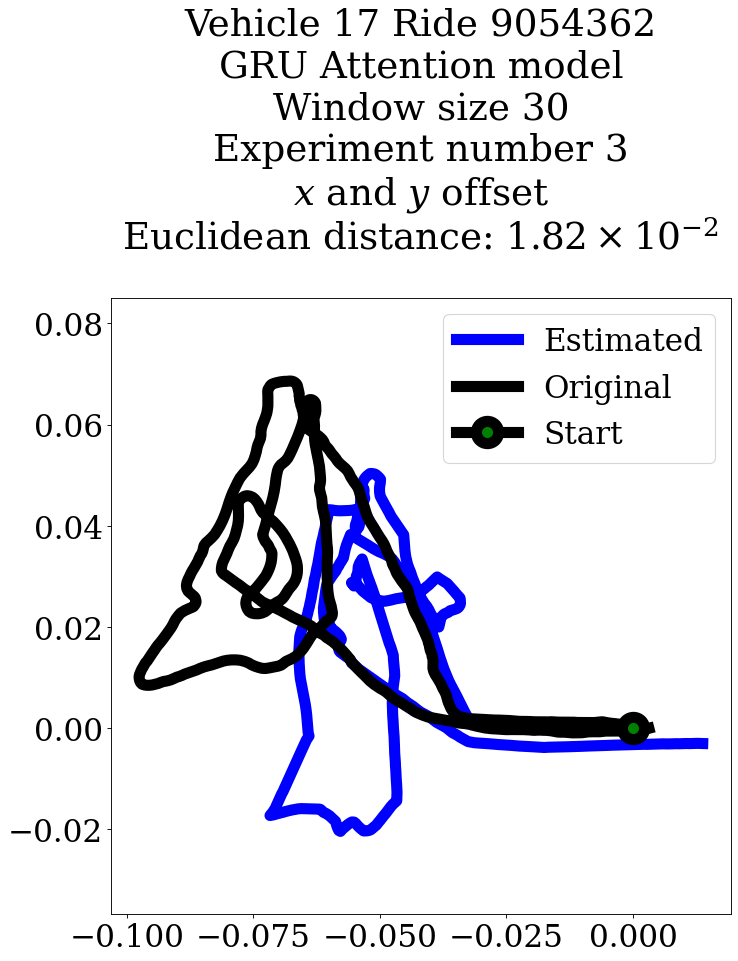 Vehicle 17 Ride 9054362
GRU Attention model
Window size 30
Experiment number 3
x and y offset
Euclidean distance: 1.82 × 10⁻²
Estimated
Original
Start
0.08
0.06
0.04
0.02
0.00
−0.02
−0.100 −0.075 −0.050 −0.025 0.000